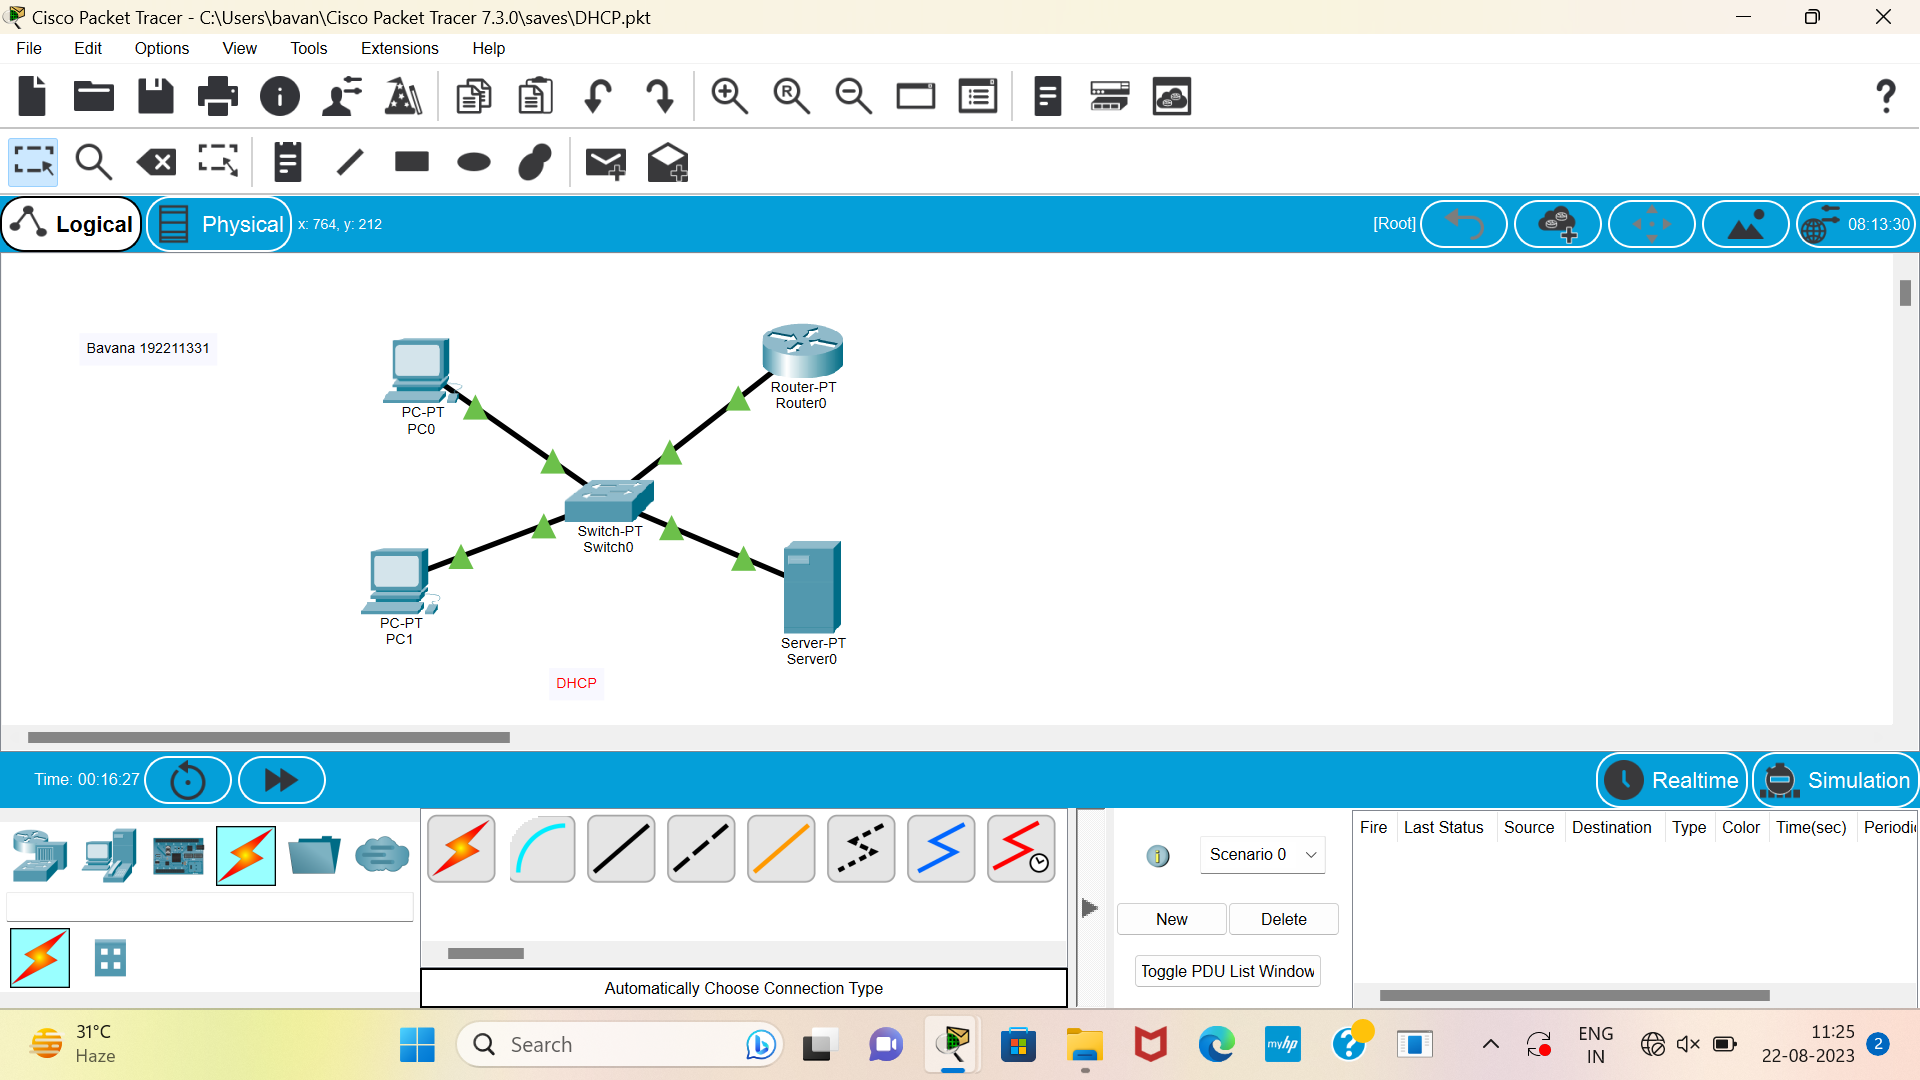 Cisco Packet Tracer - C:\Users\bavan\Cisco Packet Tracer 7.3.0\saves\DHCP.pkt
File Edit Options View Tools Extensions Help
Logical Physical x: 764, y: 212 [Root] 08:13:30
Bavana 192211331
PC-PT
PC0
Router-PT
Router0
Switch-PT
Switch0
PC-PT
PC1
Server-PT
Server0
DHCP
Time: 00:16:27 Realtime Simulation
Fire Last Status Source Destination Type Color Time(sec) Periodi
Scenario 0
New Delete
Toggle PDU List Window
Automatically Choose Connection Type
31°C
Haze
Search
myhp
ENG
IN
11:25
22-08-2023
2